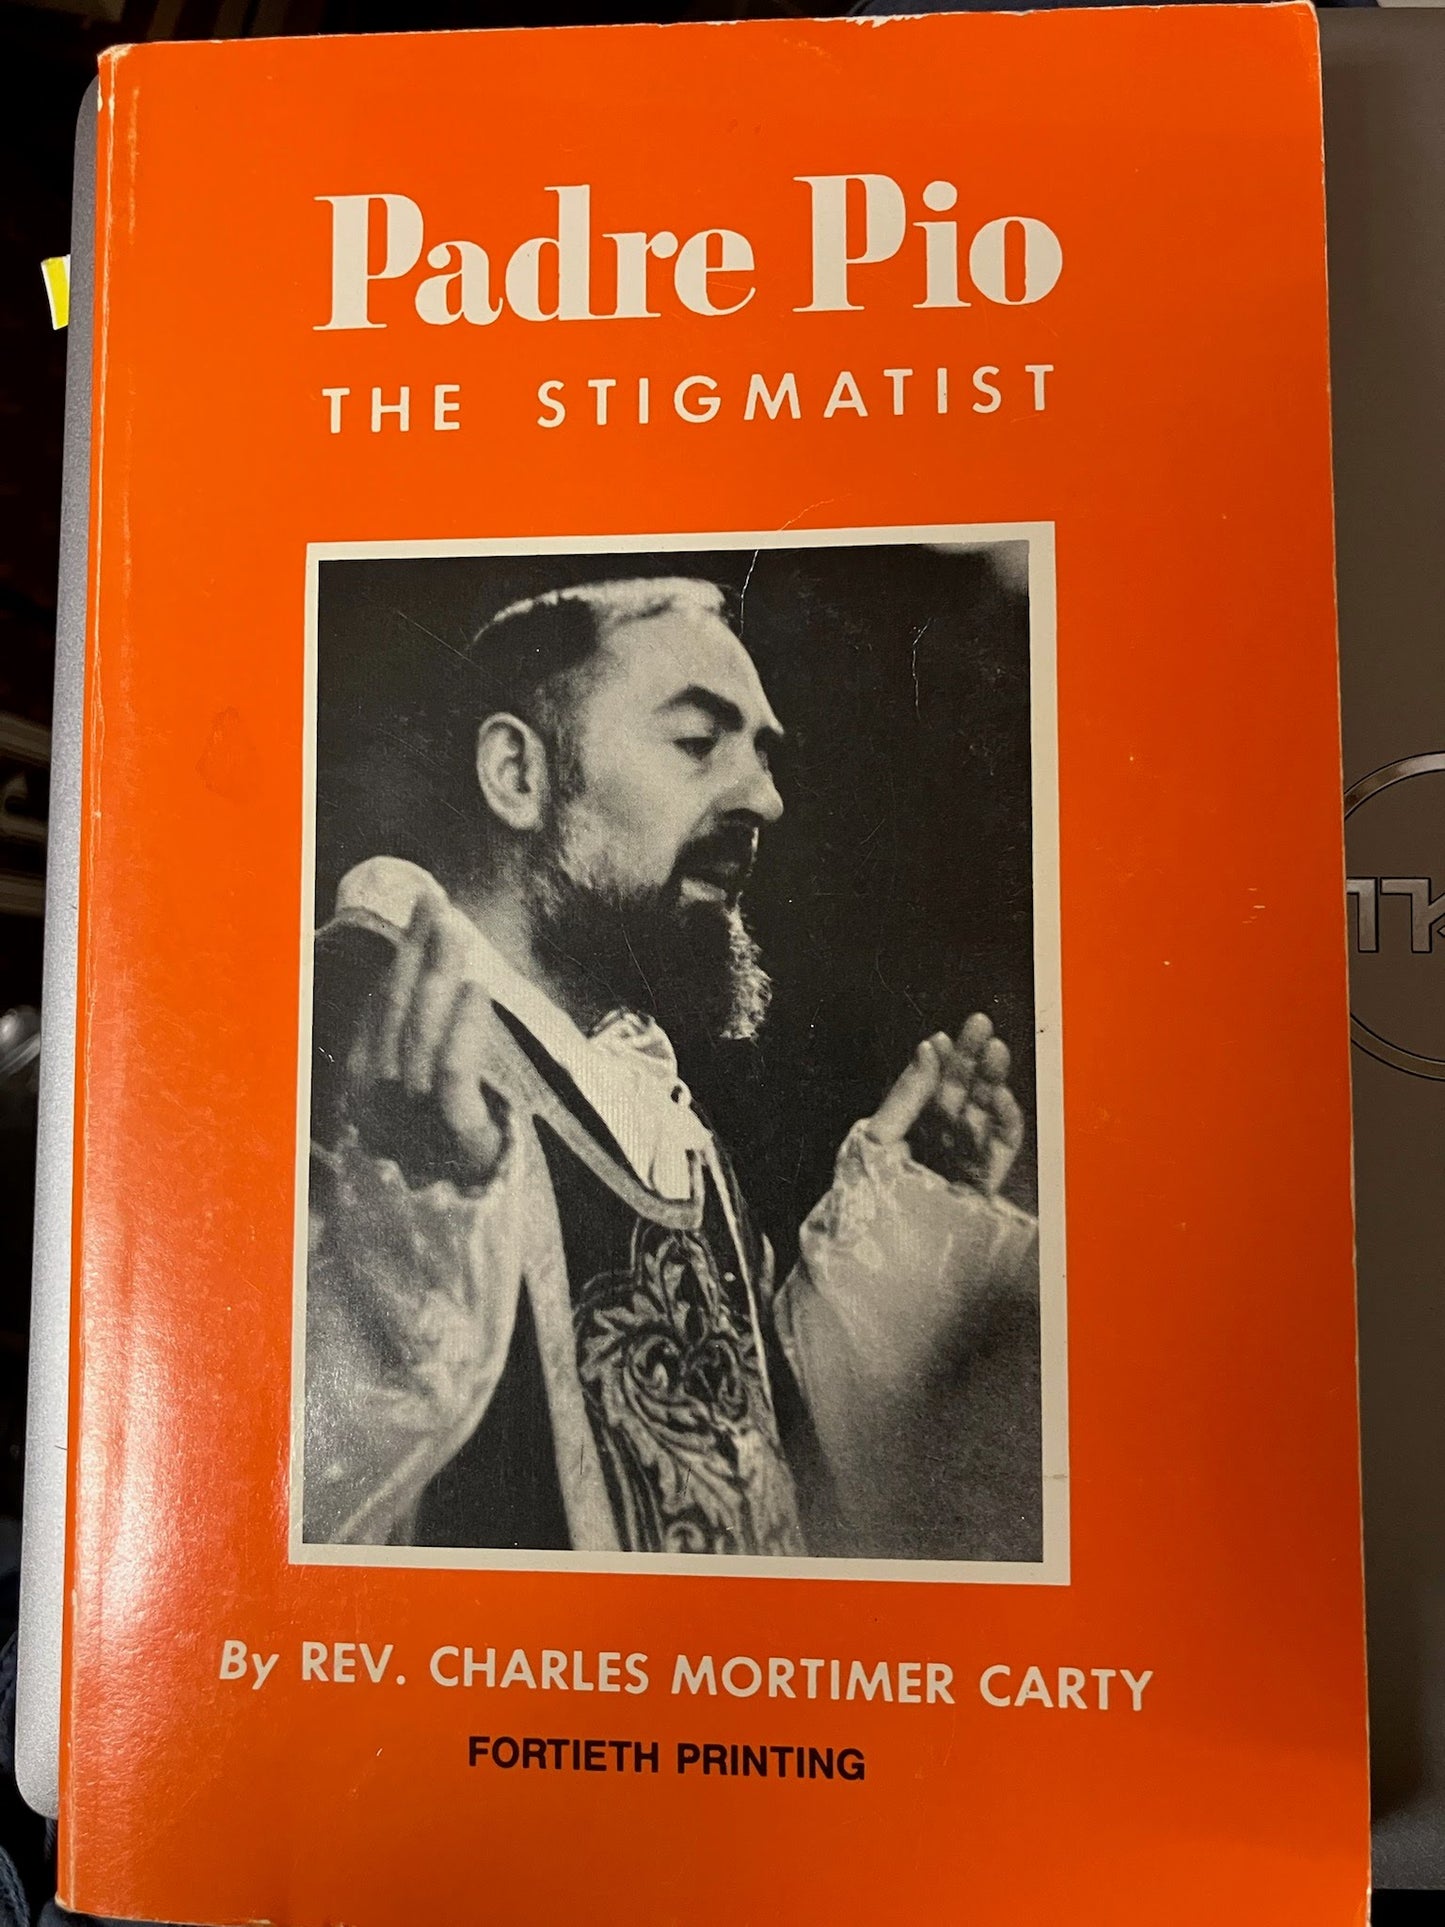 Padre Pio
THE STIGMATIST
By REV. CHARLES MORTIMER CARTY
FORTIETH PRINTING